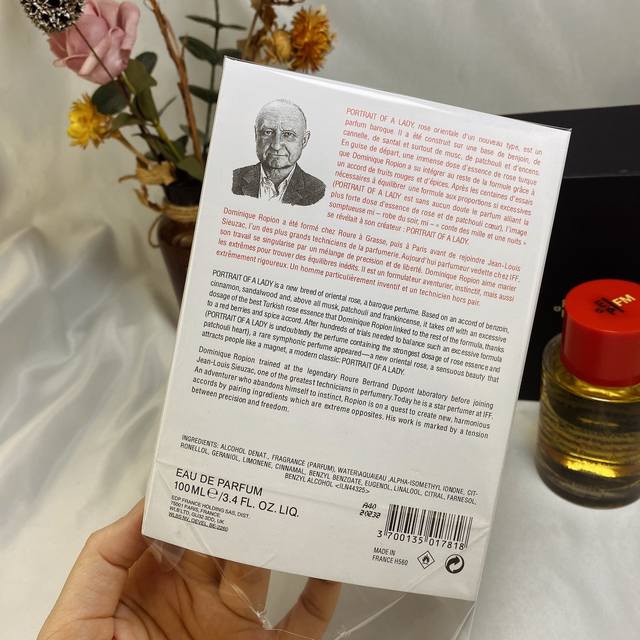 PORTRAIT OF A LADY, rose orientale d'un nouveau type, est un
parfum baroque. Il a été construit sur une base de benjoin, de
cannelle, de santal et surtout de musc, de patchouli et d'encens.
En guise de départ, une immense dose d'essence de rose turque
que Dominique Ropion a su intégrer au reste de la formule grâce à
un accord de fruits rouges et d'épices. Après les centaines d'essais
nécessaires à équilibrer une formule aux proportions si excessives
(PORTRAIT OF A LADY est sans aucun doute le parfum alliant la
plus forte dose d'essence de rose et de patchouli cœur), l'image
somptueuse mi – robe du soir, mi – « conte des mille et une nuits »
se révélait à son créateur : PORTRAIT OF A LADY.
Dominique Ropion a été formé chez Roure à Grasse, puis à Paris avant de rejoindre Jean-Louis
Sieuzac, l'un des plus grands techniciens de la parfumerie. Aujourd'hui parfumeur vedette chez IFF,
son travail se singularise par un mélange de précision et de liberté. Dominique Ropion aime marier
les extrêmes pour trouver des équilibres inédits. Il est un formulateur aventurier, instinctif, mais aussi
extrêmement rigoureux. Un homme particulièrement inventif et un technicien hors pair.
PORTRAIT OF A LADY is a new breed of oriental rose, a baroque perfume. Based on an accord of benzoin,
cinnamon, sandalwood and, above all, musk, patchouli and frankincense, it takes off with an excessive
dosage of the best Turkish rose essence that Dominique Ropion linked to the rest of the formula, thanks
to a red berries and spice accord. After hundreds of trials needed to balance such an excessive formula
(PORTRAIT OF A LADY is undoubtedly the perfume containing the strongest dosage of rose essence and
patchouli heart), a rare symphonic perfume appeared – a new oriental rose, a sensuous beauty that
attracts people like a magnet, a modern classic: PORTRAIT OF A LADY.
Dominique Ropion trained at the legendary Roure Bertrand Dupont laboratory before joining
Jean-Louis Sieuzac, one of the greatest technicians in perfumery. Today he is a star perfumer at IFF.
An adventurer who abandons himself to instinct, Ropion is on a quest to create new, harmonious
accords by pairing ingredients which are extreme opposites. His work is marked by a tension
between precision and freedom.
INGREDIENTS: ALCOHOL DENAT., FRAGRANCE (PARFUM), WATER\AQUA\EAU ,ALPHA-ISOMETHYL IONONE, CIT-
RONELLOL, GERANIOL, LIMONENE, CINNAMAL, BENZYL BENZOATE, EUGENOL, LINALOOL, CITRAL, FARNESOL,
BENZYL ALCOHOL <ILN44325>
EAU DE PARFUM
100 ML e /3.4 FL. OZ. LIQ.
EDP FRANCE HOLDING SAS, DIST.
75001 PARIS, FRANCE
WLB LTD, GU32 2DD, UK
WLBS NV, DEVEL, BE-2260
A40
20232
3 700135 017818
MADE IN
FRANCE H560